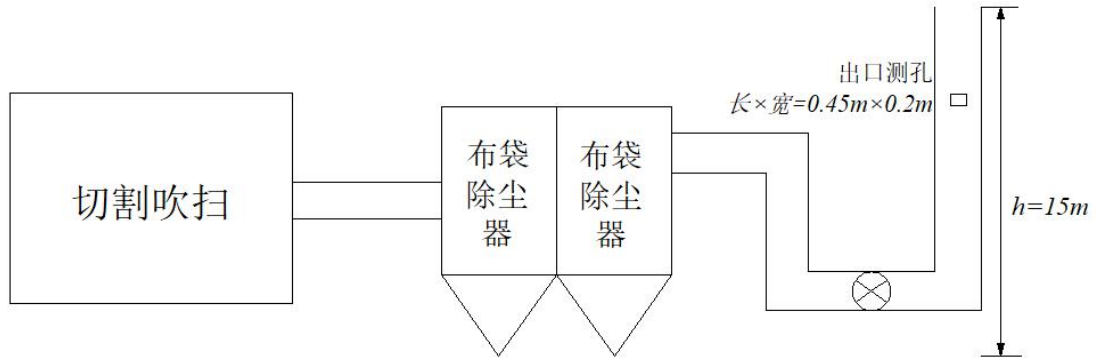 切割吹扫
布袋
除尘
器
布袋
除尘
器
出口测孔
长×宽=0.45m×0.2m
h=15m